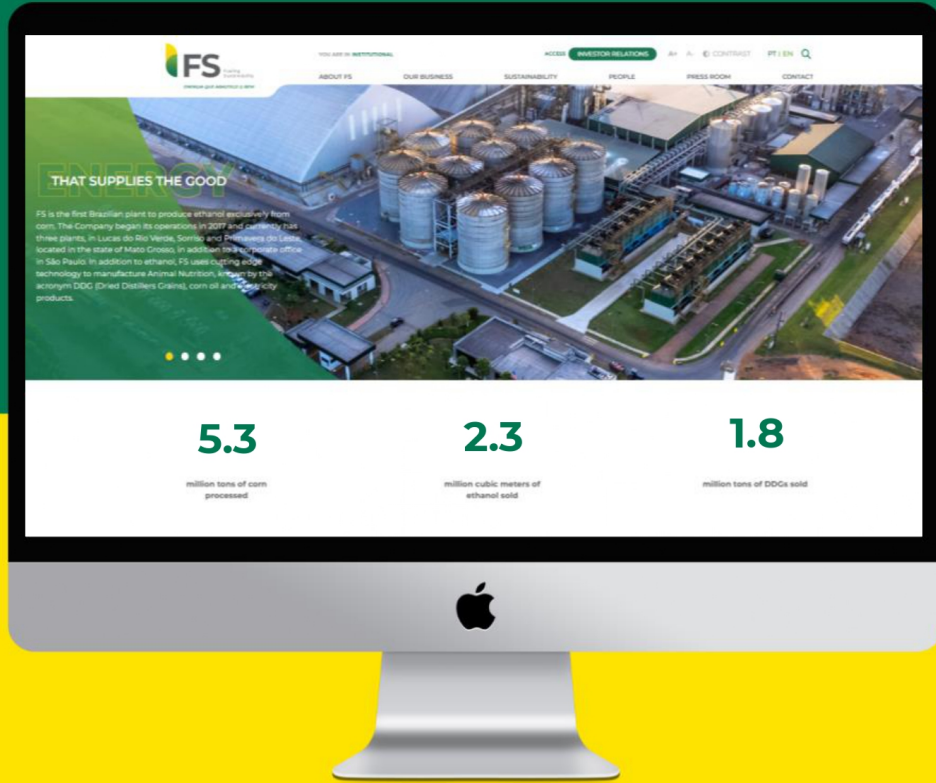 YOU ARE IN INSTITUTIONAL
ACCESS INVESTOR RELATIONS A+ A- CONTRAST PT / EN
FS
Fueling
Sustainability
ENERGIA QUE ABASTECE O BEM
ABOUT FS OUR BUSINESS SUSTAINABILITY PEOPLE PRESS ROOM CONTACT
ENERGY
THAT SUPPLIES THE GOOD
FS is the first Brazilian plant to produce ethanol exclusively from
corn. The Company began its operations in 2017 and currently has
three plants, in Lucas do Rio Verde, Sorriso and Primavera do Leste,
located in the state of Mato Grosso, in addition to a corporate office
in São Paulo. In addition to ethanol, FS uses cutting edge
technology to manufacture Animal Nutrition, known by the
acronym DDG (Dried Distillers Grains), corn oil and electricity
products.
5.3
million tons of corn
processed
2.3
million cubic meters of
ethanol sold
1.8
million tons of DDGs sold